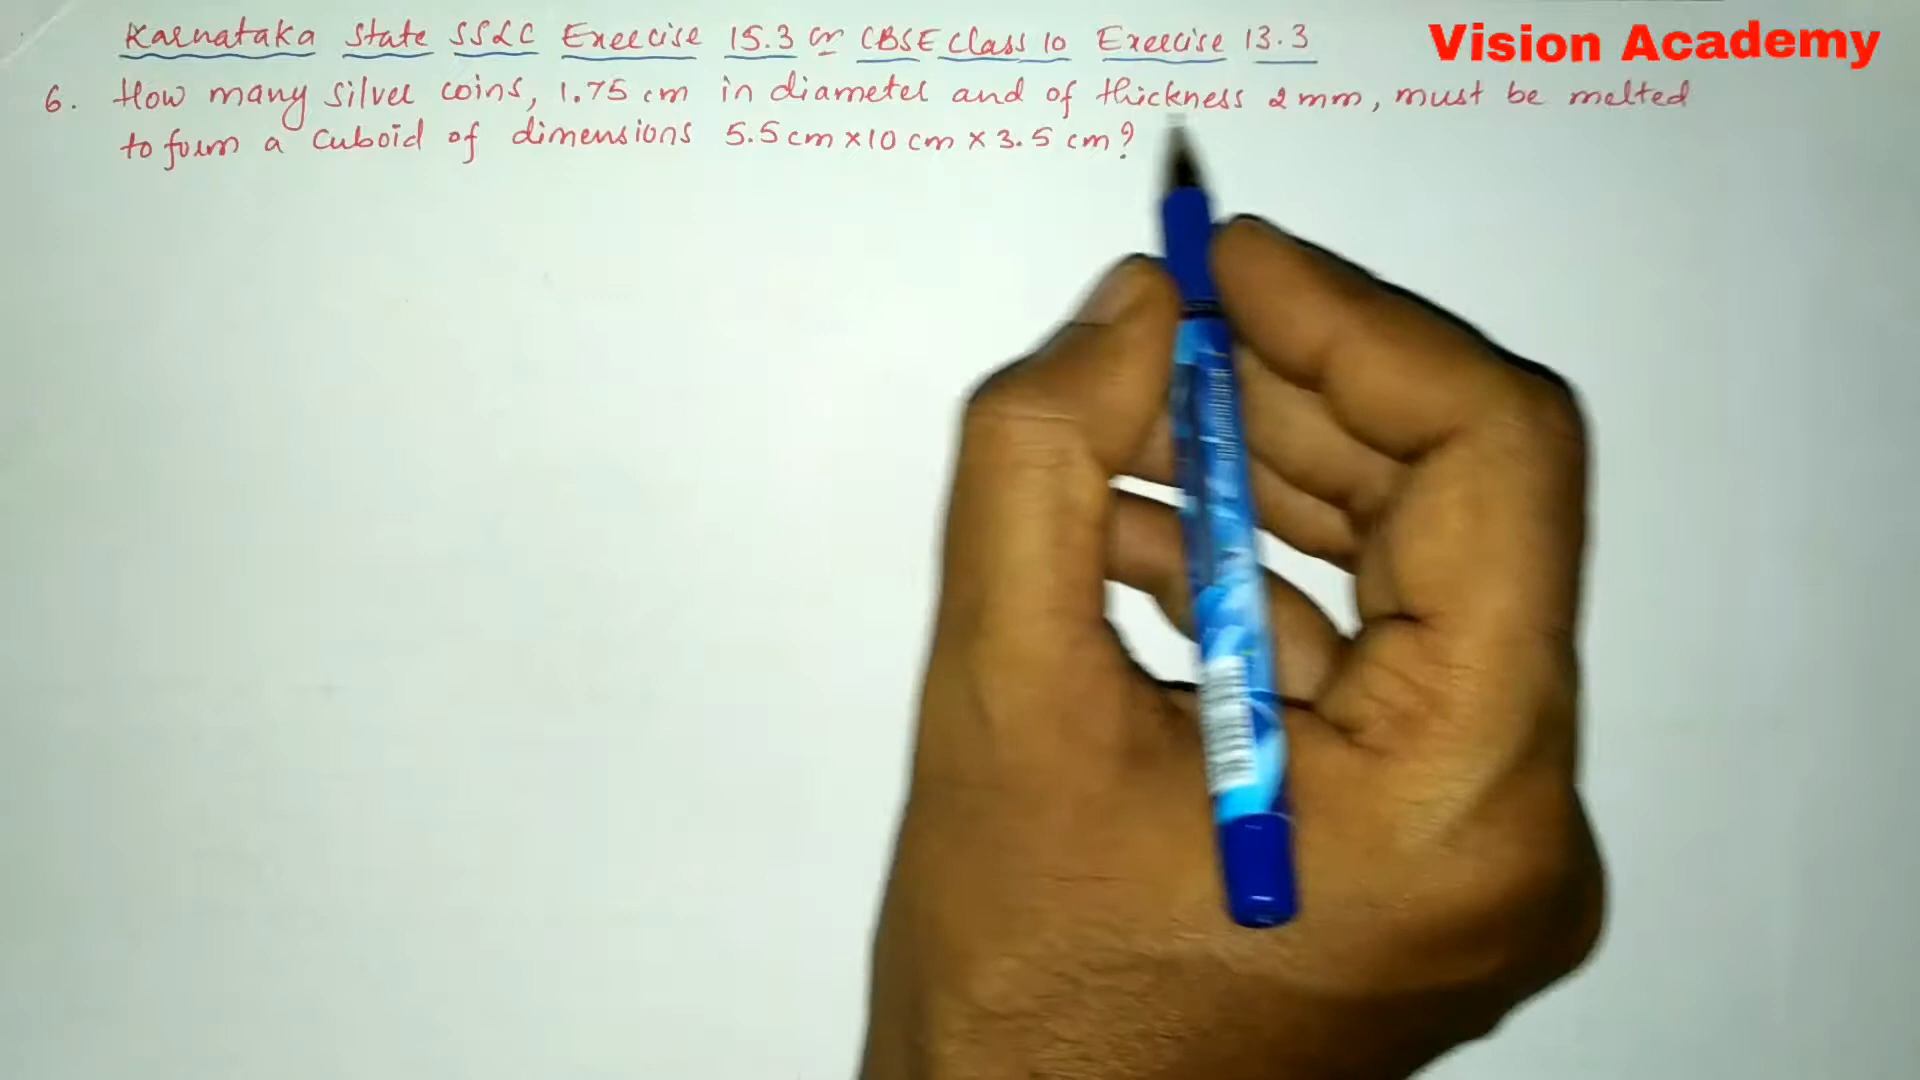 Karnataka State SSLC Exercise 15.3 or CBSE Class 10 Exercise 13.3
Vision Academy
6. How many silver coins, 1.75 cm in diameter and of thickness 2 mm, must be melted
to form a cuboid of dimensions 5.5 cm × 10 cm × 3.5 cm?